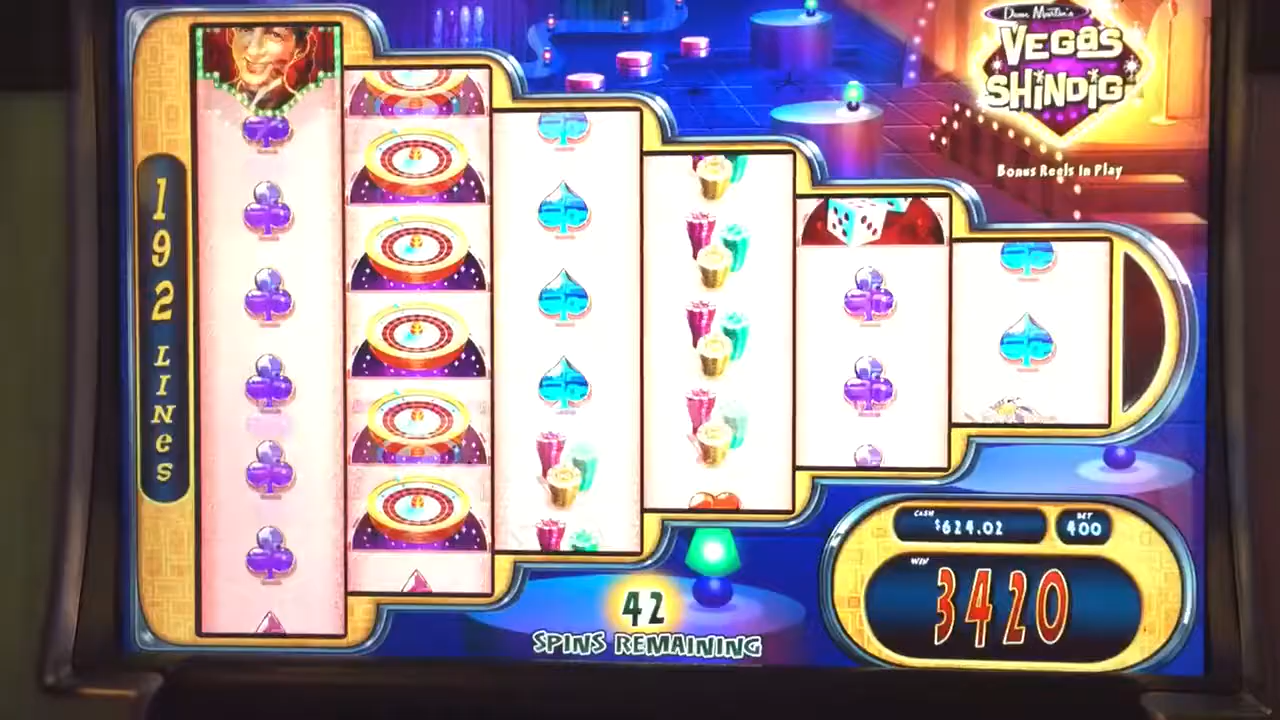 Dean Martin's
VEGAS
SHINDIG
Bonus Reels In Play
192 LINES
CASH
$624.02
BET
400
WIN
3420
42
SPINS REMAINING